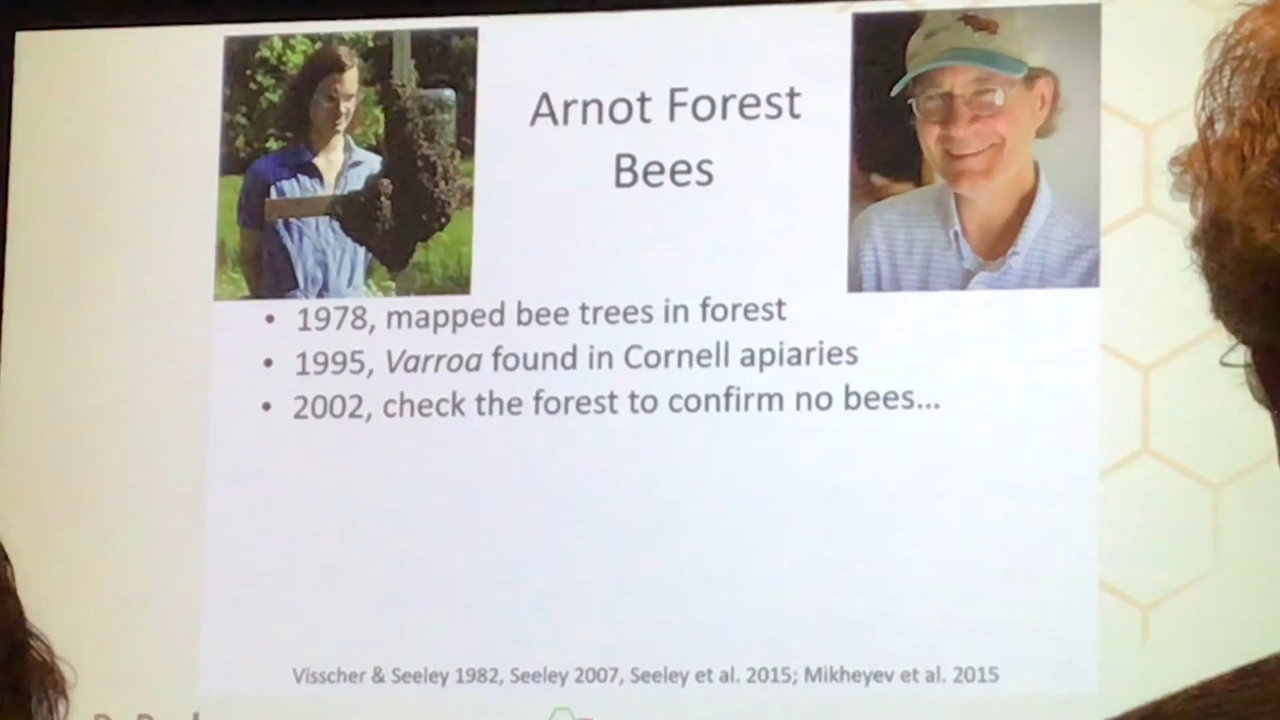 Arnot Forest
Bees
• 1978, mapped bee trees in forest
• 1995, Varroa found in Cornell apiaries
• 2002, check the forest to confirm no bees...
Visscher & Seeley 1982, Seeley 2007, Seeley et al. 2015; Mikheyev et al. 2015